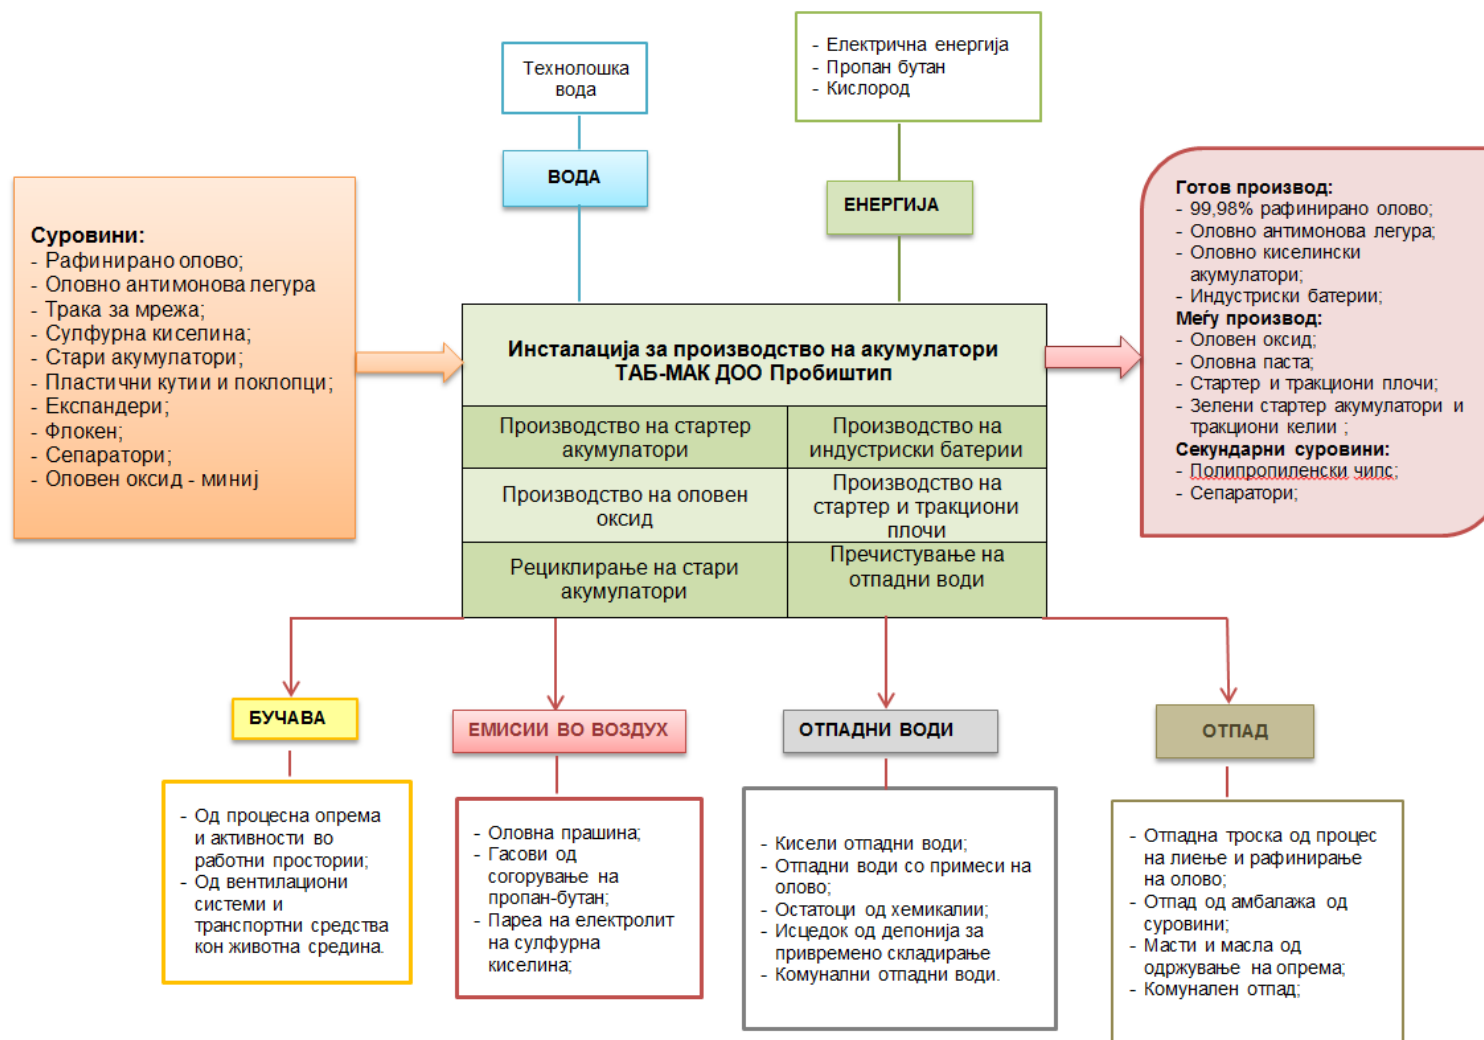 Технолошка
вода
- Електрична енергија
- Пропан бутан
- Кислород
ВОДА
ЕНЕРГИЈА
Суровини:
- Рафинирано олово;
- Оловно антимонова легура
- Трака за мрежа;
- Сулфурна киселина;
- Стари акумулатори;
- Пластични кутии и поклопци;
- Експандери;
- Флокен;
- Сепаратори;
- Оловен оксид - миниј
Готов производ:
- 99,98% рафинирано олово;
- Оловно антимонова легура;
- Оловно киселински
акумулатори;
- Индустриски батерии;
Меѓу производ:
- Оловен оксид;
- Оловна паста;
- Стартер и тракциони плочи;
- Зелени стартер акумулатори и
тракциони келии ;
Секундарни суровини:
- Полипропиленски чипс;
- Сепаратори;
Инсталација за производство на акумулатори
ТАБ-МАК ДОО Пробиштип
Производство на стартер
акумулатори
Производство на
индустриски батерии
Производство на оловен
оксид
Производство на
стартер и тракциони
плочи
Рециклирање на стари
акумулатори
Пречистување на
отпадни води
БУЧАВА
ЕМИСИИ ВО ВОЗДУХ
ОТПАДНИ ВОДИ
ОТПАД
- Од процесна опрема
и активности во
работни простории;
- Од вентилациони
системи и
транспортни средства
кон животна средина.
- Оловна прашина;
- Гасови од
согорување на
пропан-бутан;
- Пареа на електролит
на сулфурна
киселина;
- Кисели отпадни води;
- Отпадни води со примеси на
олово;
- Остатоци од хемикалии;
- Исцедок од депонија за
привремено складирање
- Комунални отпадни води.
- Отпадна троска од процес
на лиење и рафинирање
на олово;
- Отпад од амбалажа од
суровини;
- Масти и масла од
одржување на опрема;
- Комунален отпад;